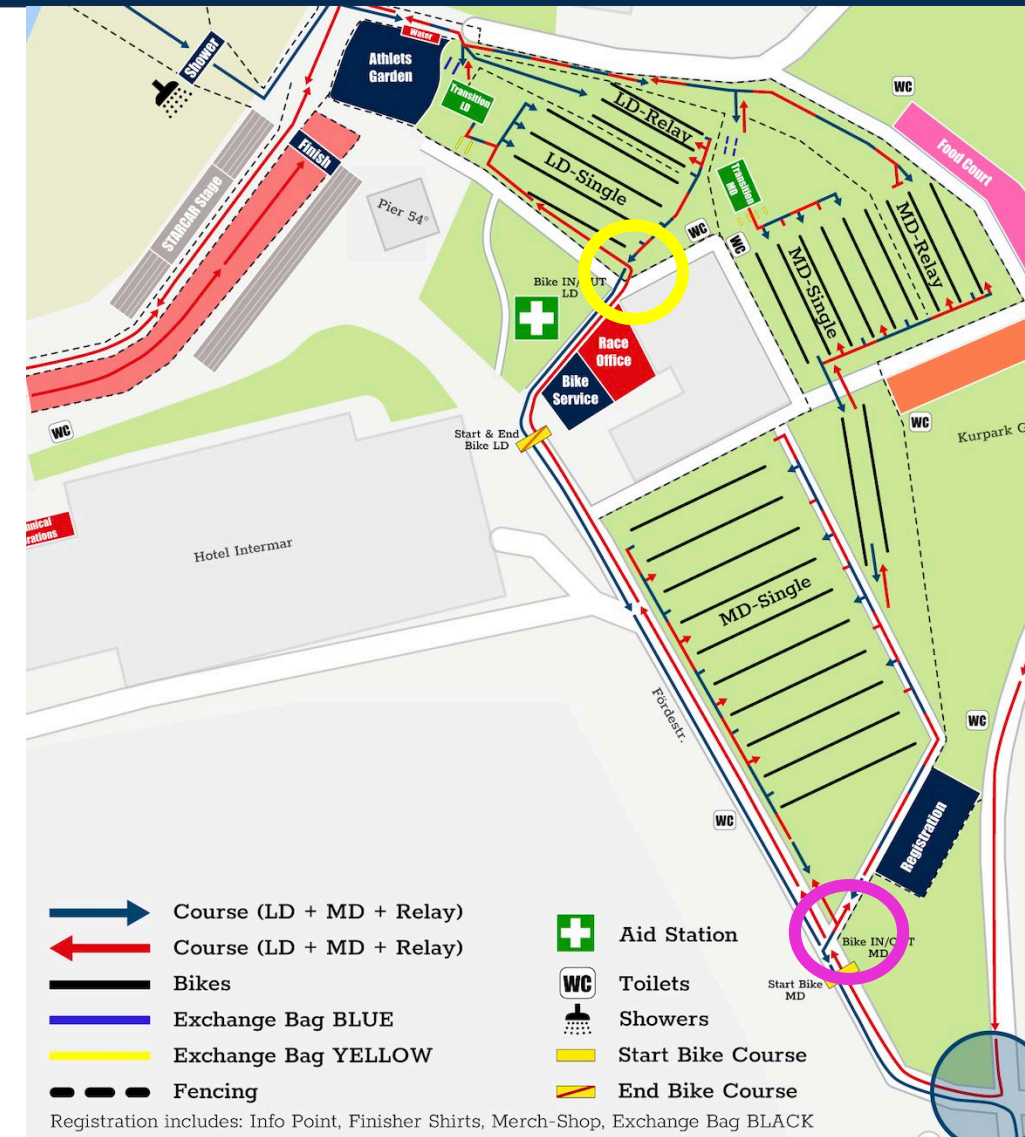 Water
Shower
Athlets
Garden
Transition
LD
WC
LD-Relay
Food Court
Finish
LD-Single
Transition
MD
STARCAR Stage
Pier 54°
WC
WC
MD-Relay
MD-Single
Bike IN/OUT
LD
Race
Office
Bike
Service
WC
Start & End
Bike LD
WC
Kurpark G
Hotel Intermar
MD-Single
Fördestr.
WC
WC
Registration
Bike IN/OUT
MD
Start Bike
MD
Course (LD + MD + Relay)
Course (LD + MD + Relay)
Bikes
Exchange Bag BLUE
Exchange Bag YELLOW
Fencing
Aid Station
WC
Toilets
Showers
Start Bike Course
End Bike Course
Registration includes: Info Point, Finisher Shirts, Merch-Shop, Exchange Bag BLACK